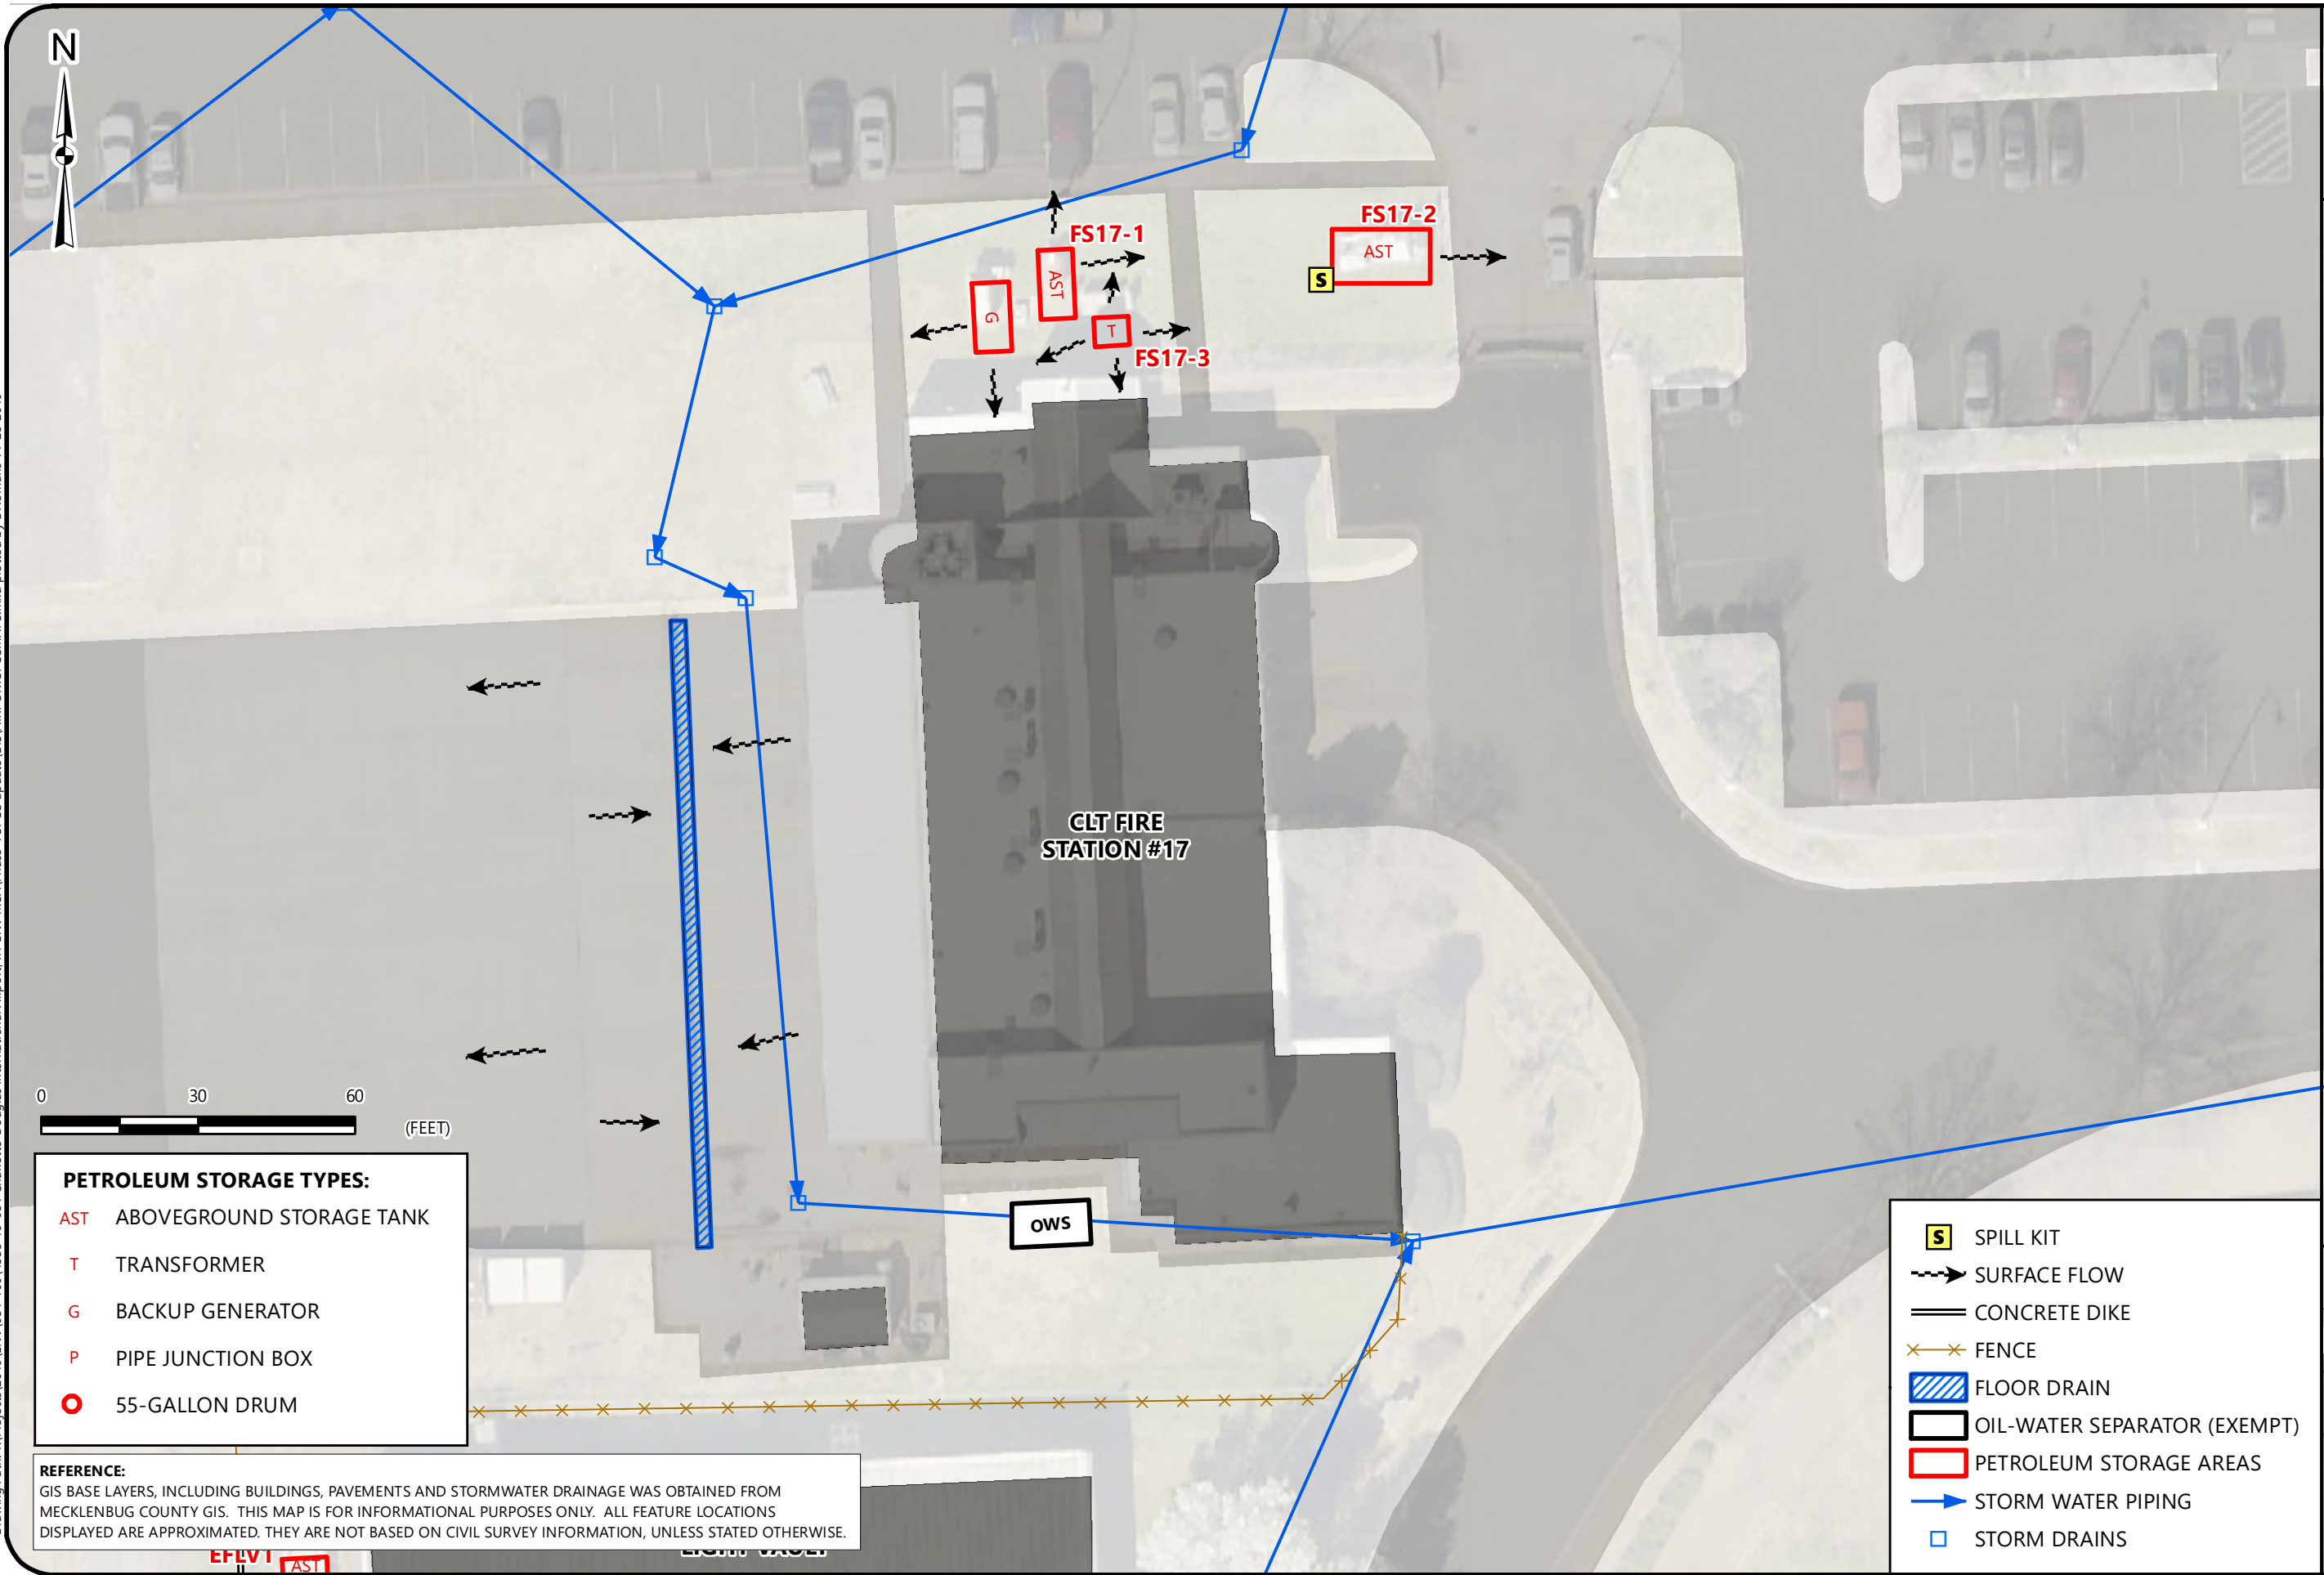 N
FS17-1
FS17-2
AST
AST
S
G
T
FS17-3
CLT FIRE
STATION #17
0 30 60
(FEET)
OWS
PETROLEUM STORAGE TYPES:
AST ABOVEGROUND STORAGE TANK
T TRANSFORMER
G BACKUP GENERATOR
P PIPE JUNCTION BOX
55-GALLON DRUM
S SPILL KIT
SURFACE FLOW
CONCRETE DIKE
FENCE
FLOOR DRAIN
OIL-WATER SEPARATOR (EXEMPT)
PETROLEUM STORAGE AREAS
STORM WATER PIPING
STORM DRAINS
REFERENCE:
GIS BASE LAYERS, INCLUDING BUILDINGS, PAVEMENTS AND STORMWATER DRAINAGE WAS OBTAINED FROM
MECKLENBUG COUNTY GIS. THIS MAP IS FOR INFORMATIONAL PURPOSES ONLY. ALL FEATURE LOCATIONS
DISPLAYED ARE APPROXIMATED. THEY ARE NOT BASED ON CIVIL SURVEY INFORMATION, UNLESS STATED OTHERWISE.
EFLV1
AST
LIGHT VAULT